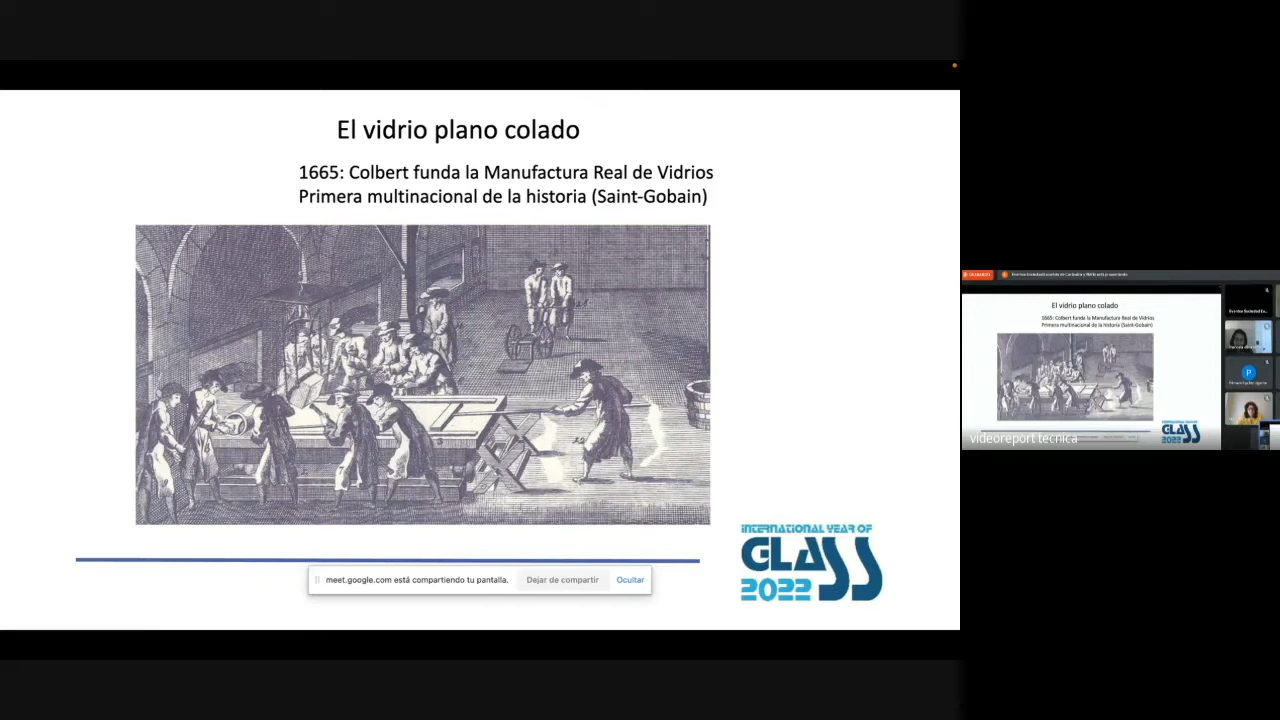 El vidrio plano colado
1665: Colbert funda la Manufactura Real de Vidrios
Primera multinacional de la historia (Saint-Gobain)
INTERNATIONAL YEAR OF
GLASS
2022
meet.google.com está compartiendo tu pantalla.
Dejar de compartir
Ocultar
El vidrio plano colado
1665: Colbert funda la Manufactura Real de Vidrios
Primera multinacional de la historia (Saint-Gobain)
GLASS
2022
P
videoreport técnica